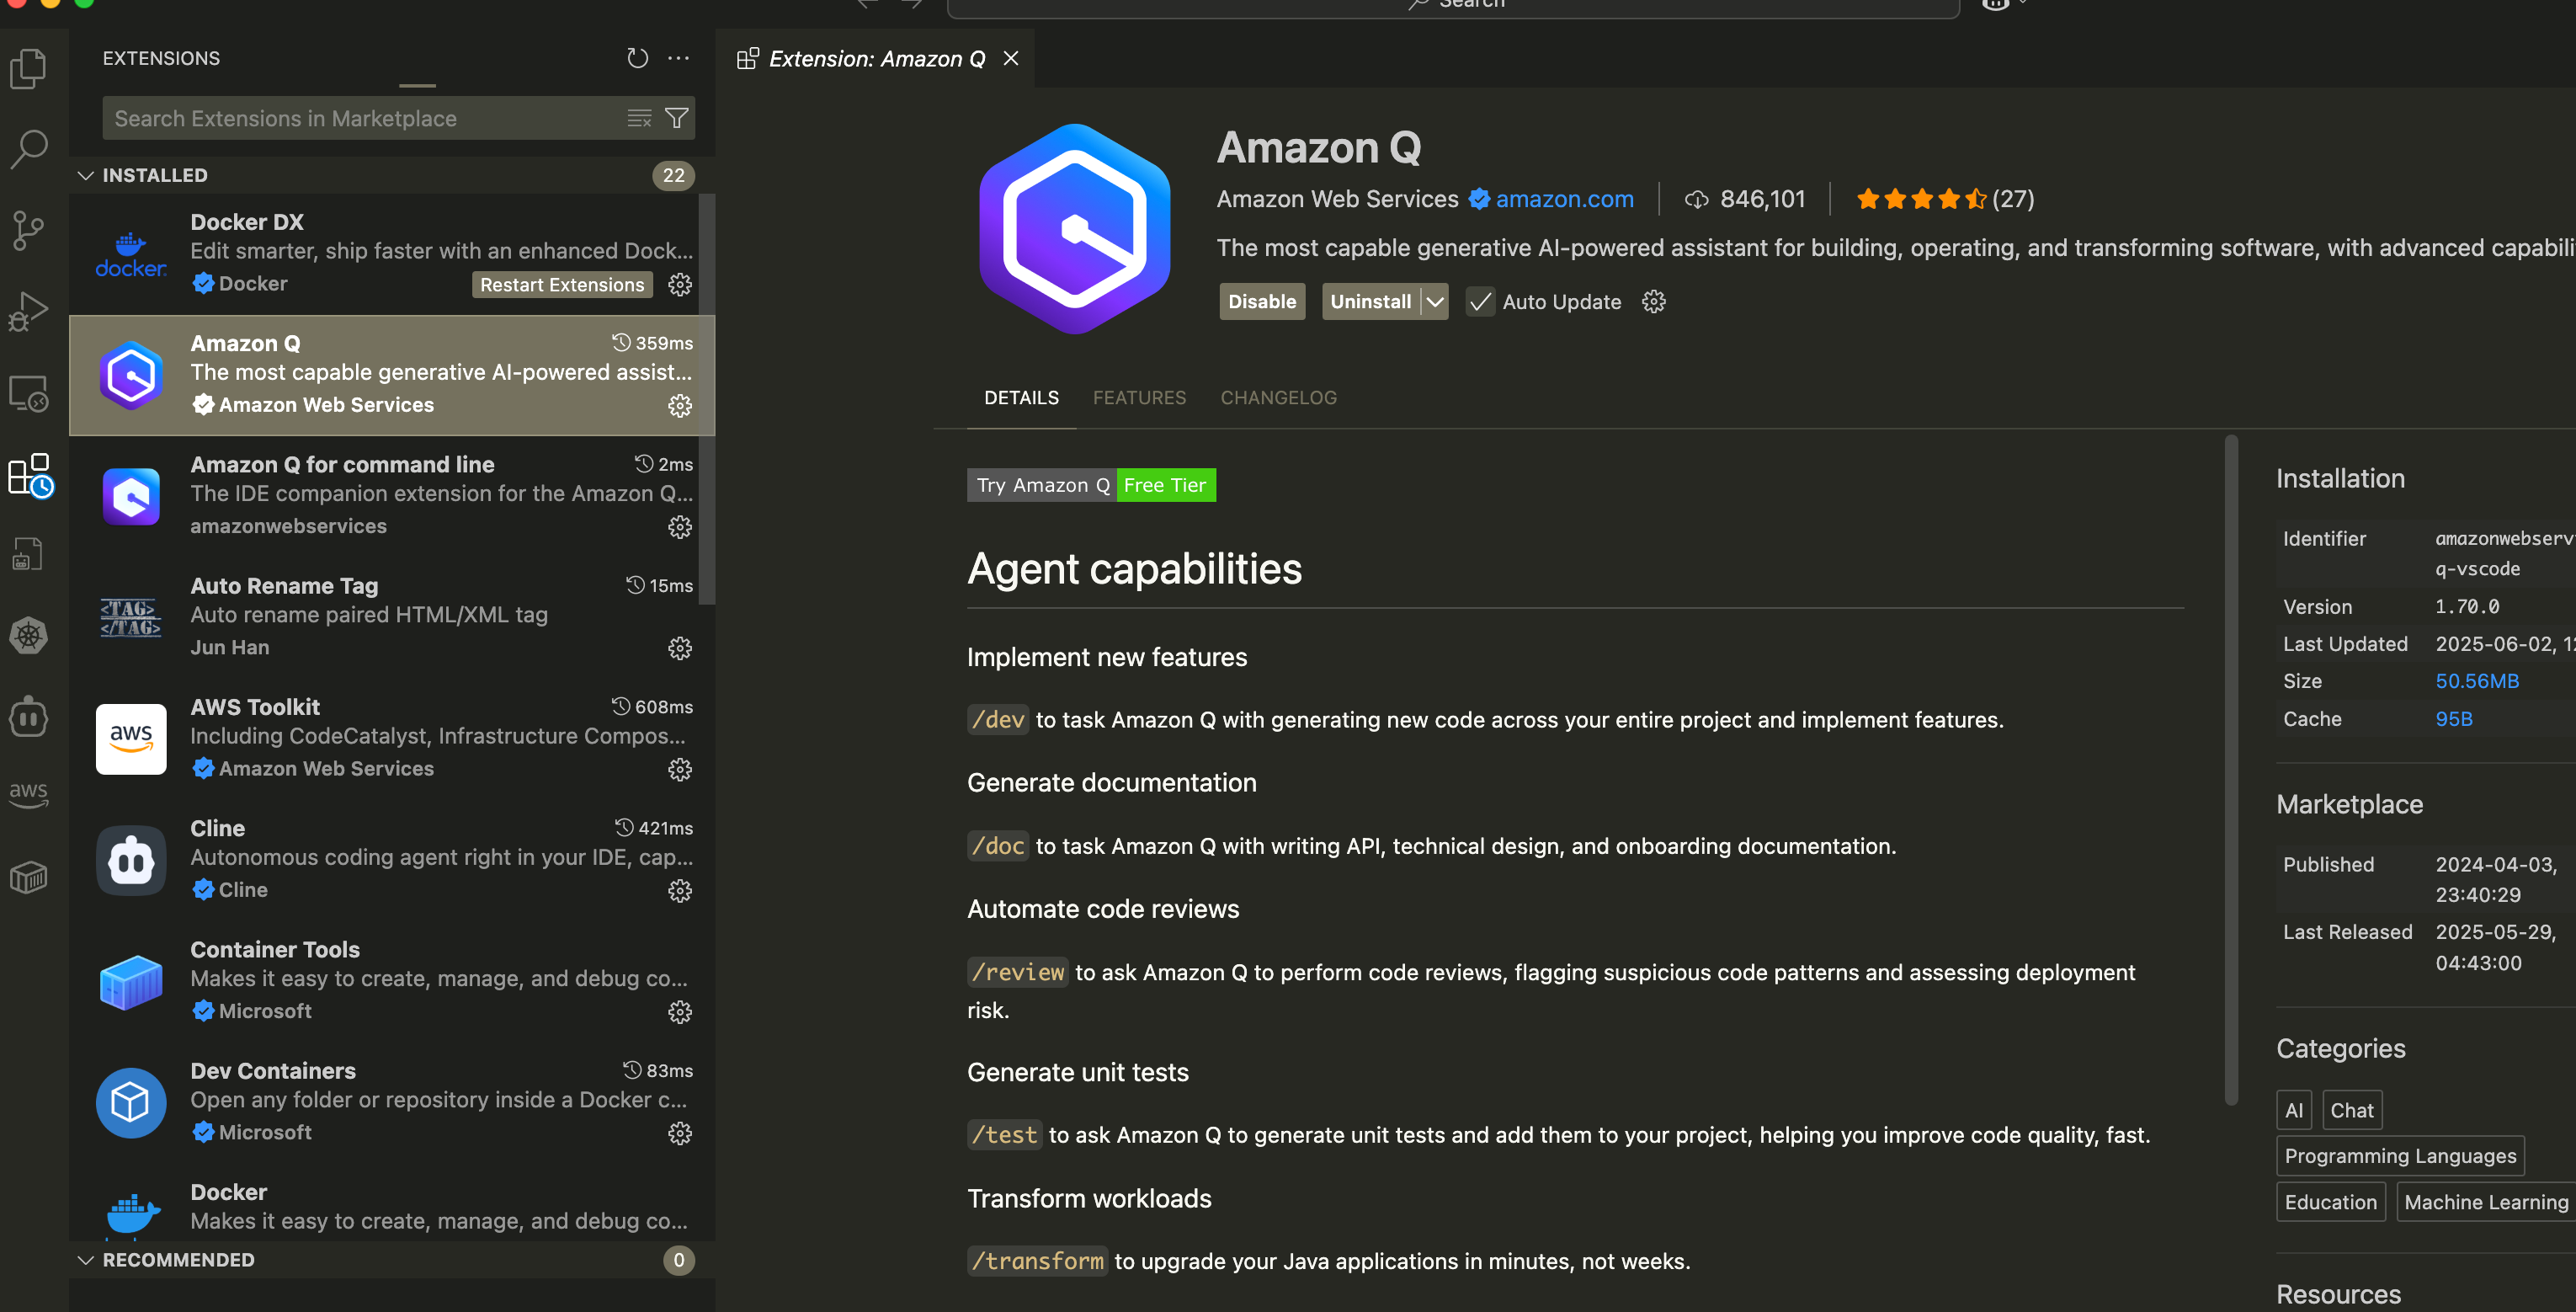 Search
EXTENSIONS
Search Extensions in Marketplace
INSTALLED
22
Docker DX
Edit smarter, ship faster with an enhanced Dock...
Docker
Restart Extensions
Amazon Q
359ms
The most capable generative AI-powered assist...
Amazon Web Services
Amazon Q for command line
2ms
The IDE companion extension for the Amazon Q...
amazonwebservices
Auto Rename Tag
15ms
Auto rename paired HTML/XML tag
Jun Han
AWS Toolkit
608ms
Including CodeCatalyst, Infrastructure Compos...
Amazon Web Services
Cline
421ms
Autonomous coding agent right in your IDE, cap...
Cline
Container Tools
Makes it easy to create, manage, and debug co...
Microsoft
Dev Containers
83ms
Open any folder or repository inside a Docker c...
Microsoft
Docker
Makes it easy to create, manage, and debug co...
RECOMMENDED
0
docker
<TAG>
</TAG>
aws
aws
Extension: Amazon Q
Amazon Q
Amazon Web Services amazon.com 846,101 (27)
The most capable generative AI-powered assistant for building, operating, and transforming software, with advanced capabili
Disable Uninstall Auto Update
DETAILS FEATURES CHANGELOG
Try Amazon Q Free Tier
Agent capabilities
Implement new features
/dev to task Amazon Q with generating new code across your entire project and implement features.
Generate documentation
/doc to task Amazon Q with writing API, technical design, and onboarding documentation.
Automate code reviews
/review to ask Amazon Q to perform code reviews, flagging suspicious code patterns and assessing deployment
risk.
Generate unit tests
/test to ask Amazon Q to generate unit tests and add them to your project, helping you improve code quality, fast.
Transform workloads
/transform to upgrade your Java applications in minutes, not weeks.
Installation
Identifier amazonwebserv
q-vscode
Version 1.70.0
Last Updated 2025-06-02, 12
Size 50.56MB
Cache 95B
Marketplace
Published 2024-04-03,
23:40:29
Last Released 2025-05-29,
04:43:00
Categories
AI Chat
Programming Languages
Education Machine Learning
Resources